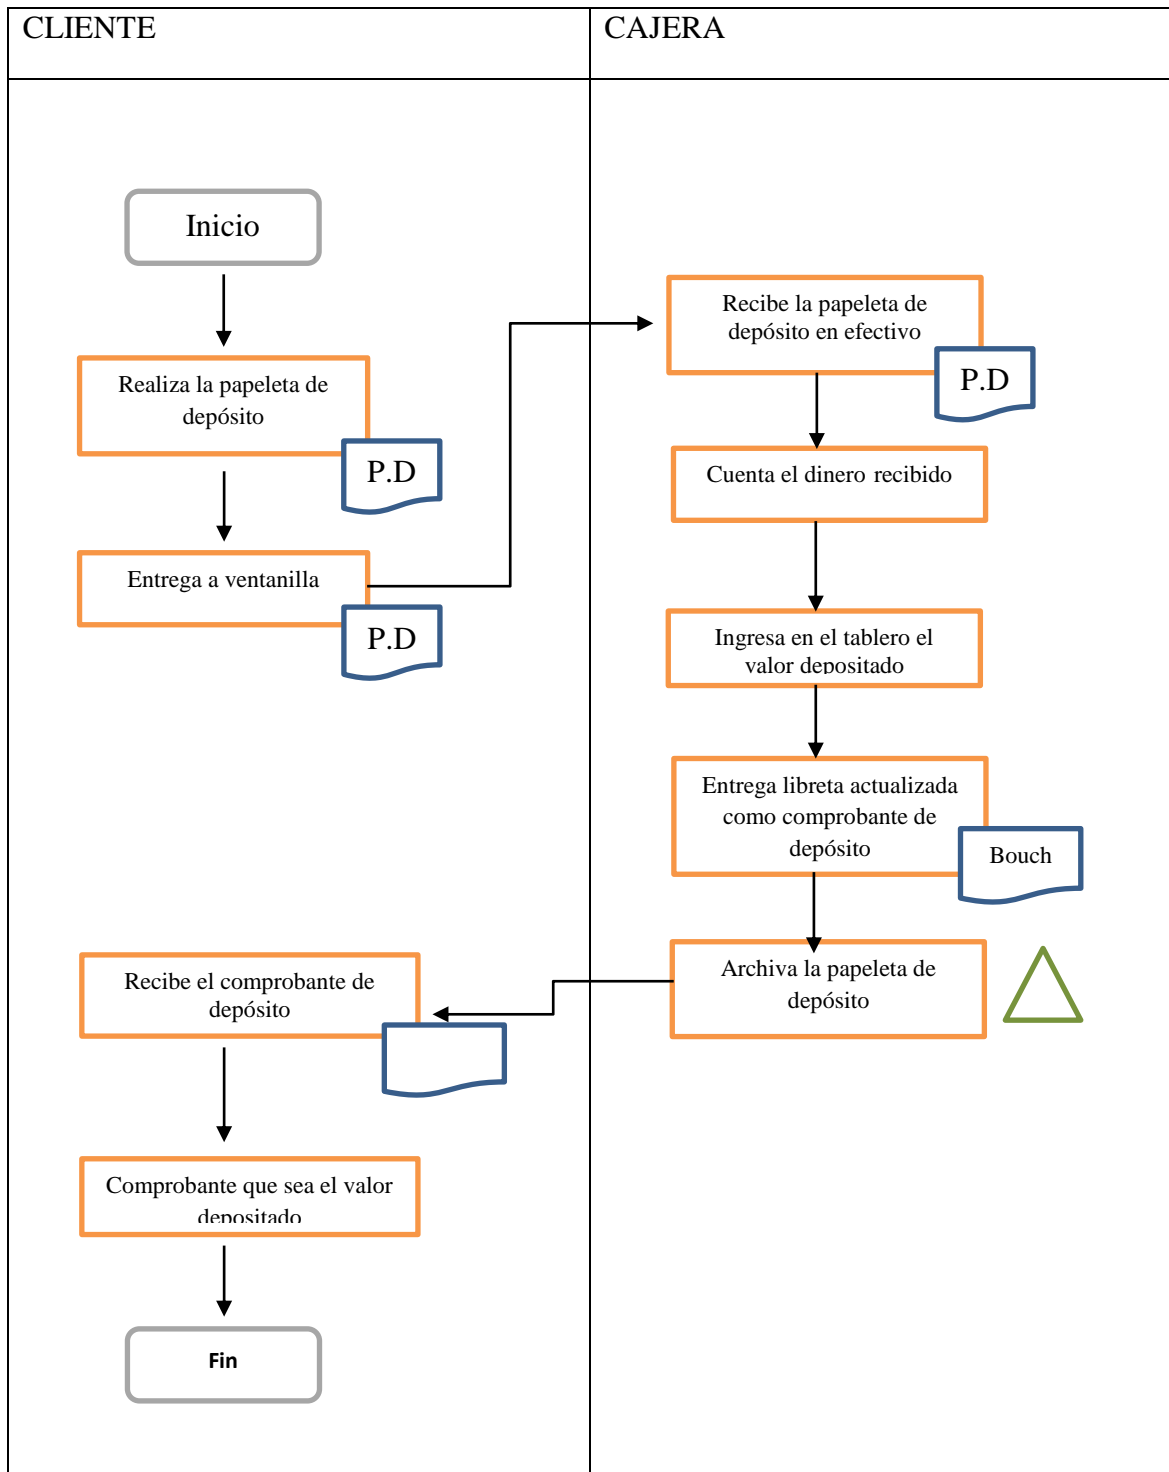 CLIENTE
CAJERA
Inicio
Realiza la papeleta de
depósito
P.D
Entrega a ventanilla
P.D
Recibe la papeleta de
depósito en efectivo
P.D
Cuenta el dinero recibido
Ingresa en el tablero el
valor depositado
Entrega libreta actualizada
como comprobante de
depósito
Bouch
Archiva la papeleta de
depósito
Recibe el comprobante de
depósito
Comprobante que sea el valor
depositado
Fin